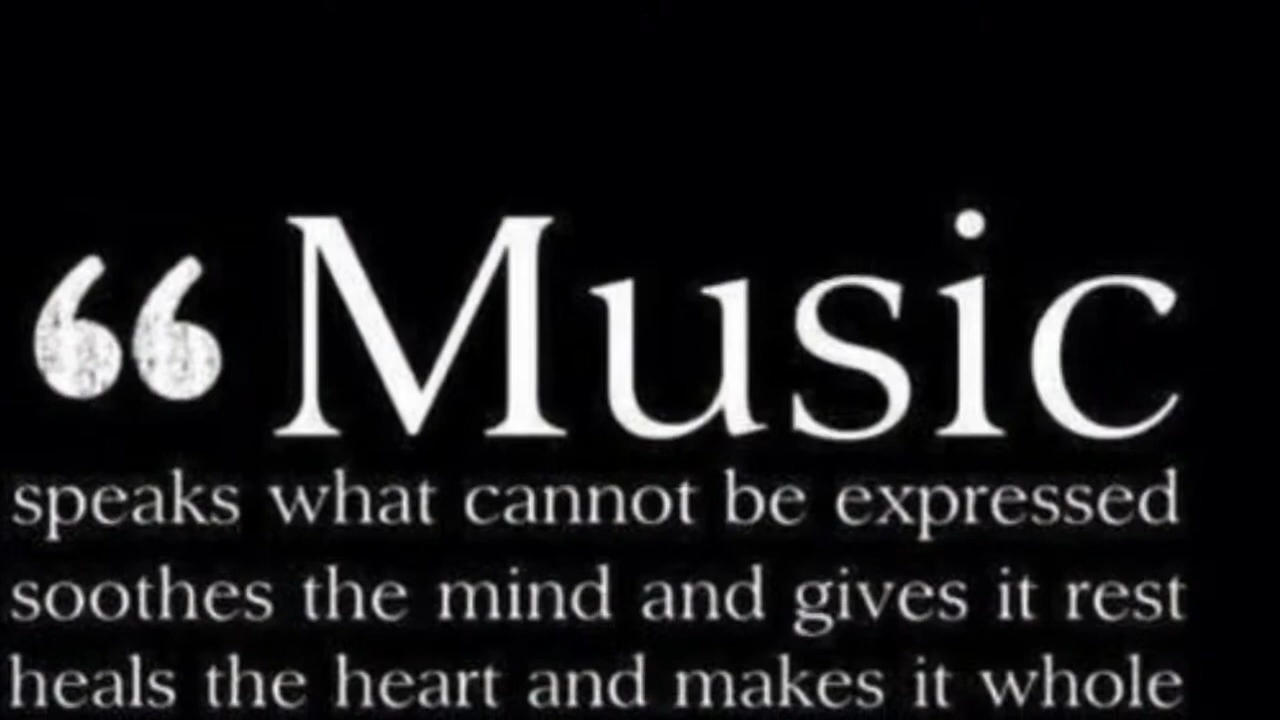 “Music
speaks what cannot be expressed
soothes the mind and gives it rest
heals the heart and makes it whole